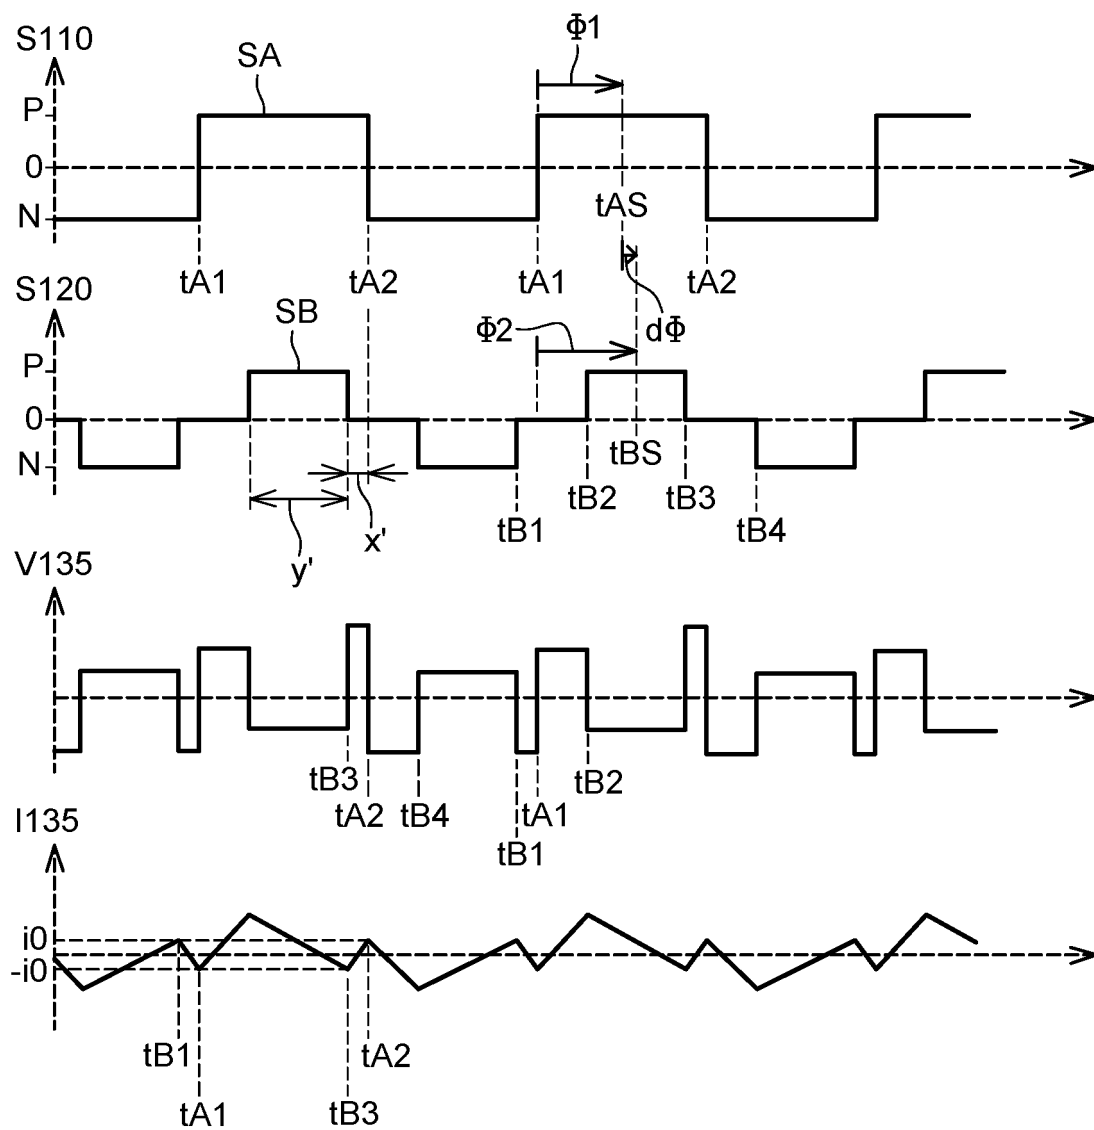 S110
SA
Φ1
P
0
N
tAS
tA1 tA2 tA1 tA2
S120
SB
Φ2
dΦ
P
0
N
tBS
tB2 tB3
tB1 tB4
x'
y'
V135
tB3 tB2
tA2 tB4 tA1
tB1
I135
i0
-i0
tB1 tA2
tA1 tB3